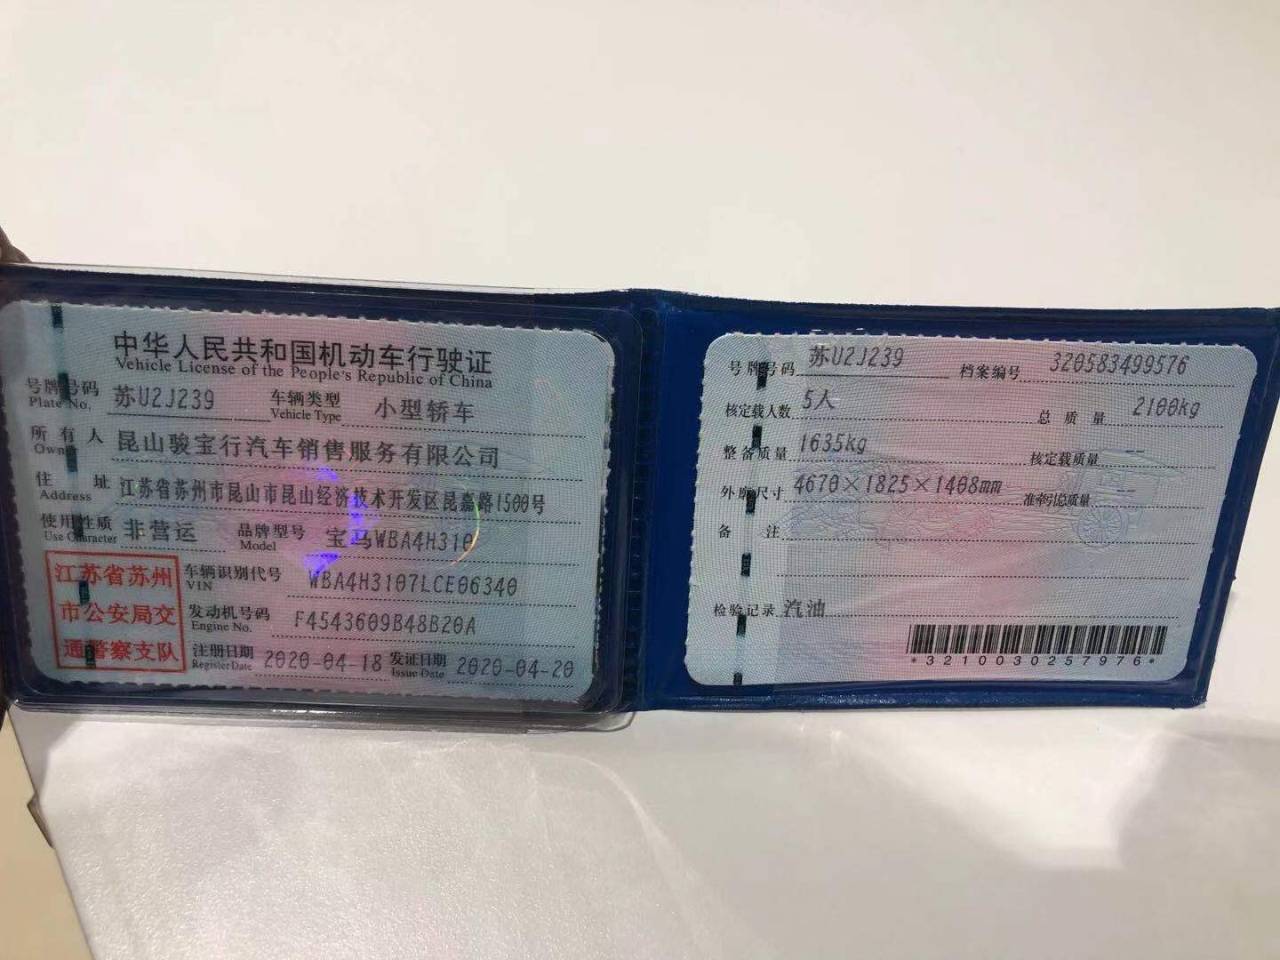 中华人民共和国机动车行驶证
Vehicle License of the People's Republic of China
号牌号码 苏U2J239 车辆类型 小型轿车
Plate No. Vehicle Type
所有人 昆山骏宝行汽车销售服务有限公司
Owner
住址 江苏省苏州市昆山市昆山经济技术开发区昆嘉路1500号
Address
使用性质 非营运 品牌型号 宝马WBA4H310
Use Character Model
江苏省苏州
市公安局交
通警察支队
车辆识别代号 WBA4H3107LCE06340
VIN
发动机号码 F4543609B48B20A
Engine No.
注册日期 2020-04-18 发证日期 2020-04-20
Register Date Issue Date
号牌号码 苏U2J239 档案编号 320583499576
核定载人数 5人 总质量 2100kg
整备质量 1635kg 核定载质量 --
外廓尺寸 4670×1825×1408mm 准牵引总质量 --
备注
检验记录 汽油
*3210030257976*